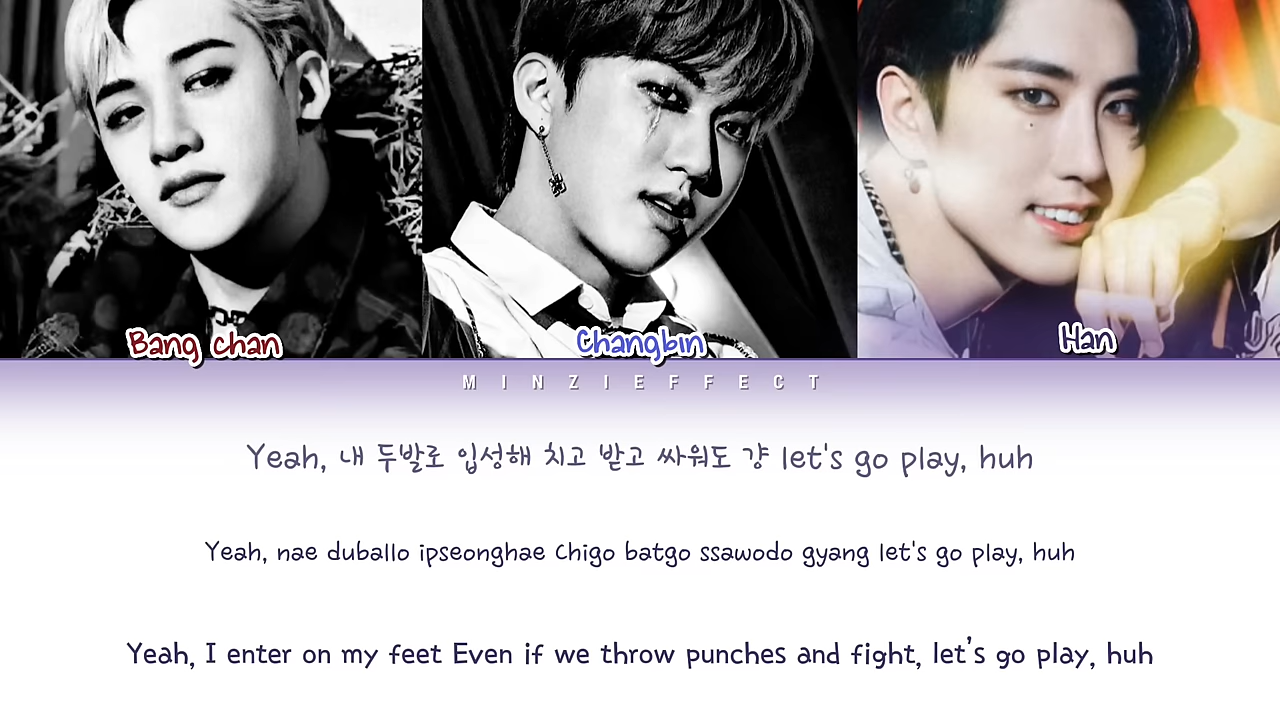 Bang chan
Changbin
Han
MINZIEFFECT
Yeah, 내 두발로 입성해 치고 받고 싸워도 걍 let's go play, huh
Yeah, nae duballo ipseonghae Chigo batgo ssawodo gyang let's go play, huh
Yeah, I enter on my feet Even if we throw punches and fight, let's go play, huh